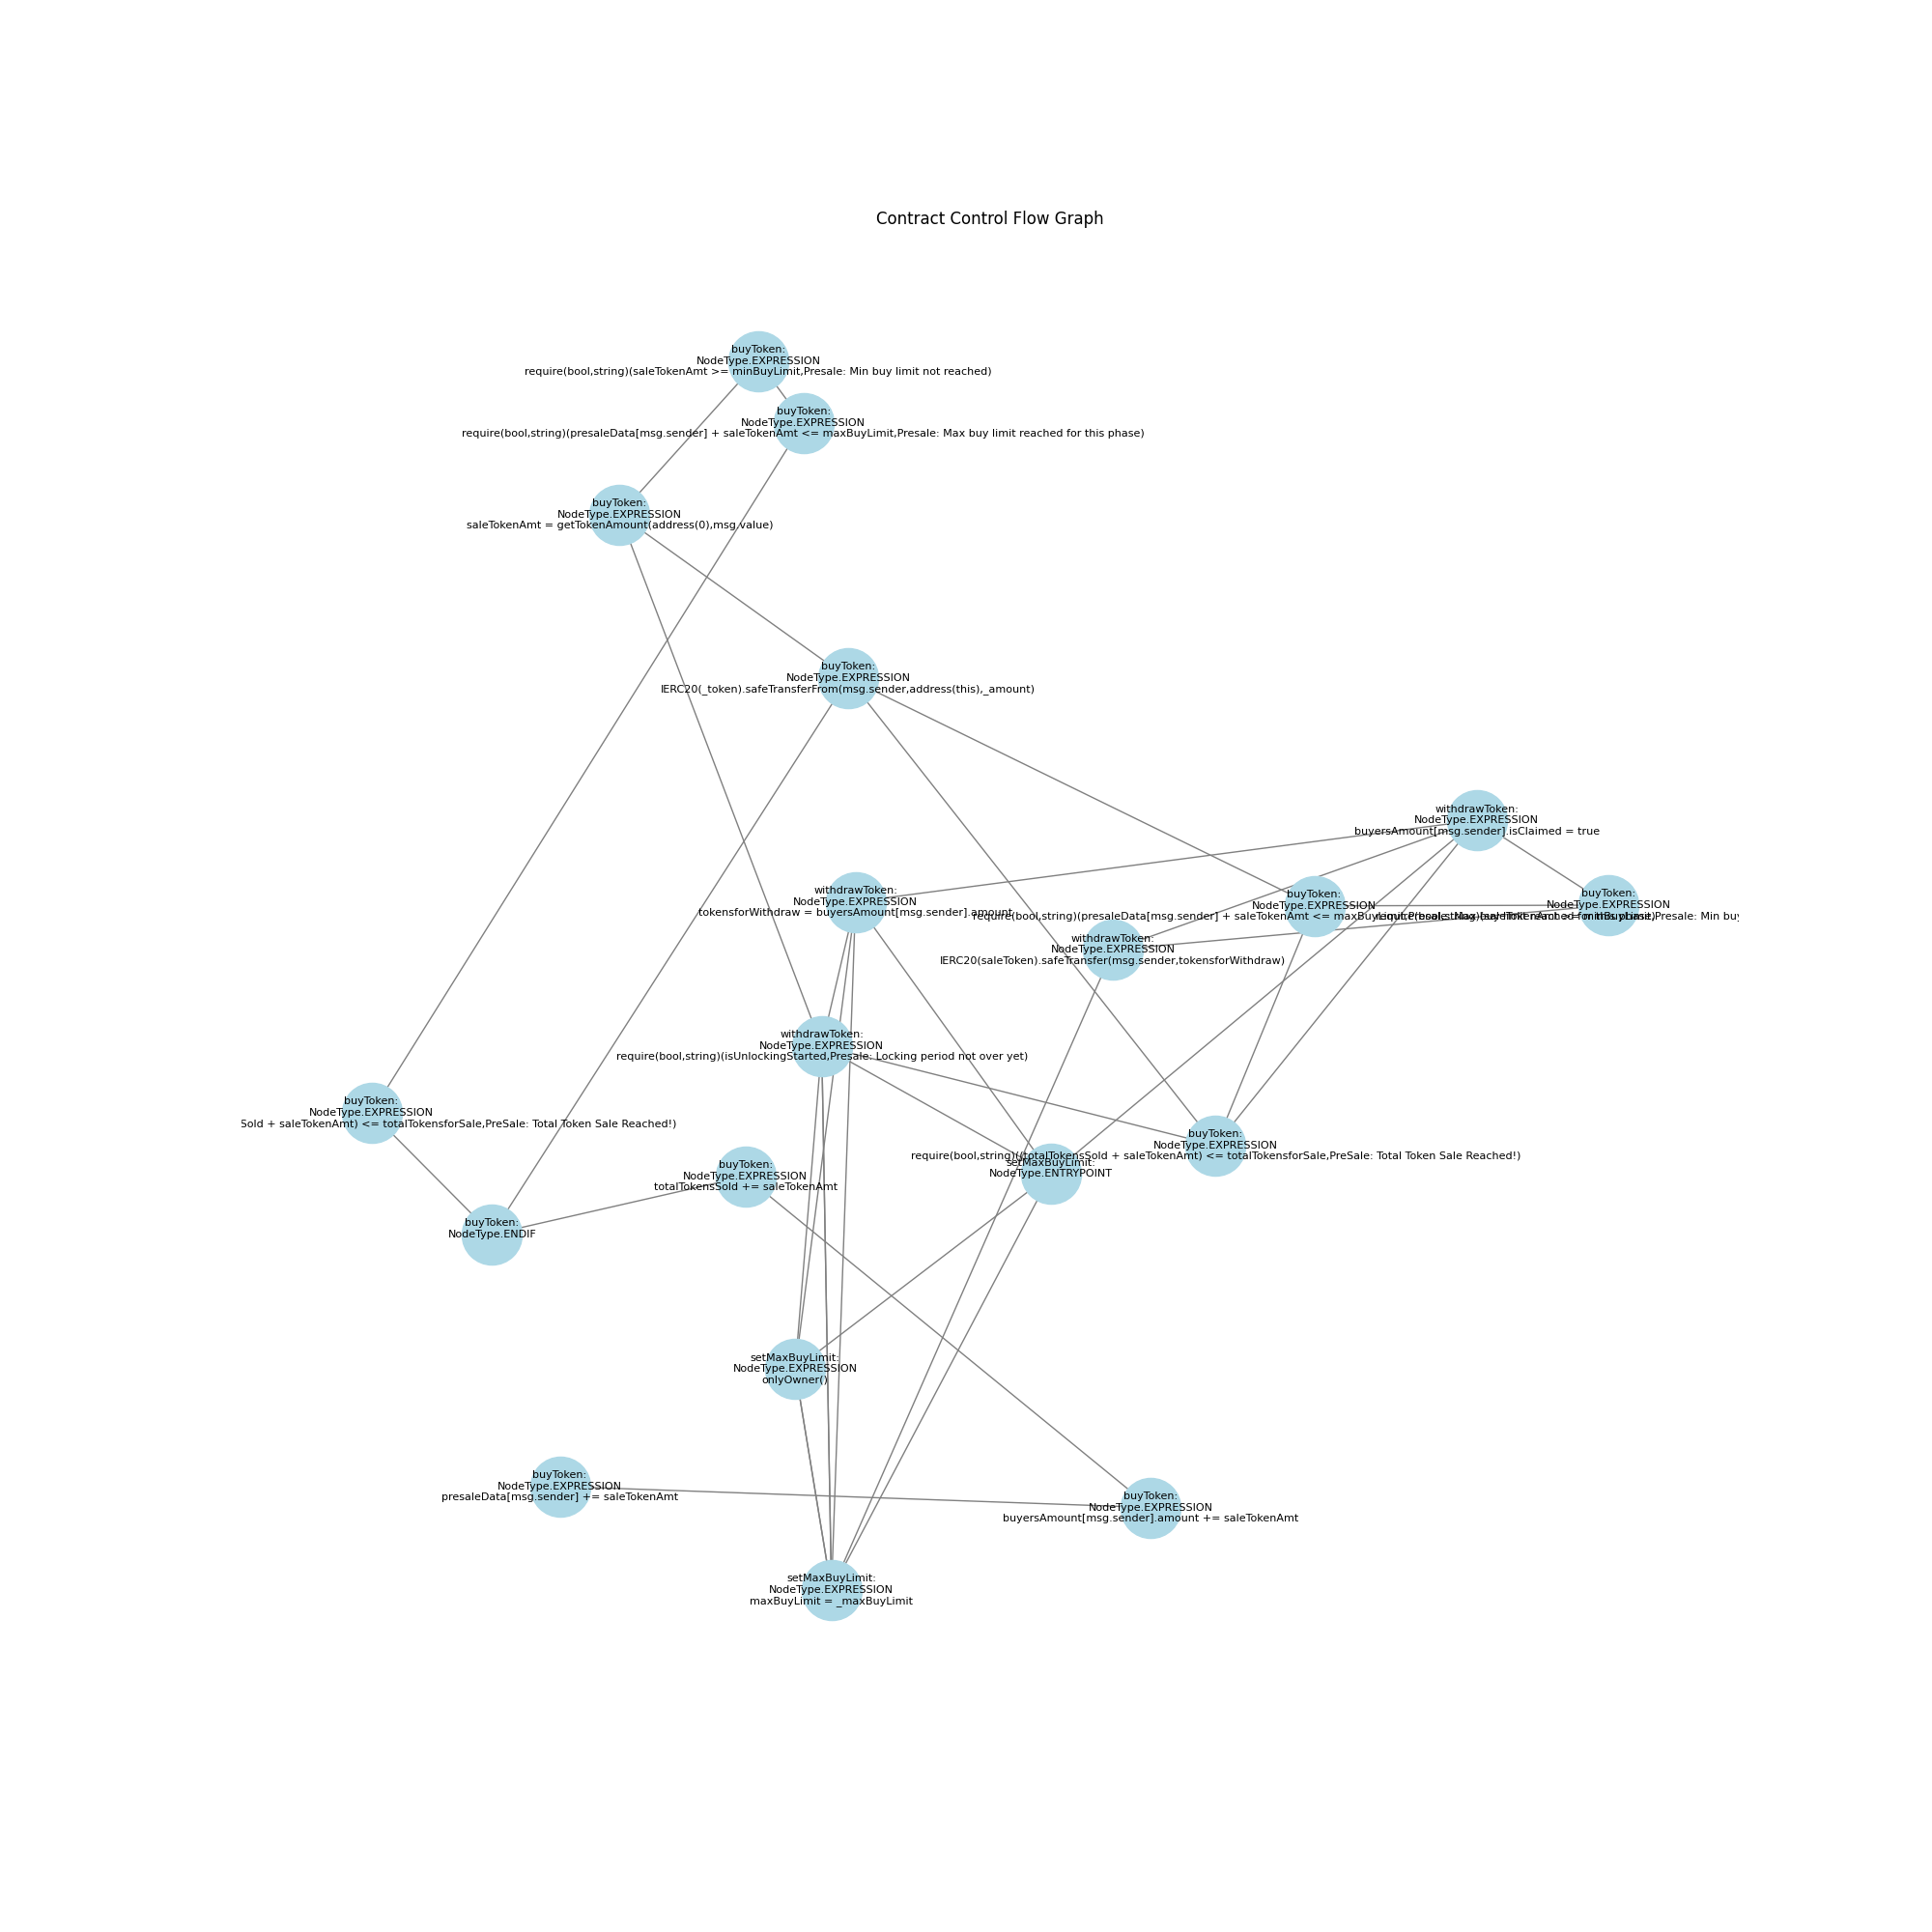 Contract Control Flow Graph
buyToken:
NodeType.EXPRESSION
require(bool,string)(saleTokenAmt >= minBuyLimit,Presale: Min buy limit not reached)
buyToken:
NodeType.EXPRESSION
require(bool,string)(presaleData[msg.sender] + saleTokenAmt <= maxBuyLimit,Presale: Max buy limit reached for this phase)
buyToken:
NodeType.EXPRESSION
saleTokenAmt = getTokenAmount(address(0),msg.value)
buyToken:
NodeType.EXPRESSION
IERC20(_token).safeTransferFrom(msg.sender,address(this),_amount)
withdrawToken:
NodeType.EXPRESSION
buyersAmount[msg.sender].isClaimed = true
withdrawToken:
NodeType.EXPRESSION
tokensforWithdraw = buyersAmount[msg.sender].amount
buyToken:
NodeType.EXPRESSION
require(bool,string)(presaleData[msg.sender] + saleTokenAmt <= maxBuyLimit,Presale: Max buy limit reached for this phase)
buyToken:
NodeType.EXPRESSION
require(bool,string)(saleTokenAmt >= minBuyLimit,Presale: Min buy
withdrawToken:
NodeType.EXPRESSION
IERC20(saleToken).safeTransfer(msg.sender,tokensforWithdraw)
withdrawToken:
NodeType.EXPRESSION
require(bool,string)(isUnlockingStarted,Presale: Locking period not over yet)
buyToken:
NodeType.EXPRESSION
Sold + saleTokenAmt) <= totalTokensforSale,PreSale: Total Token Sale Reached!)
buyToken:
NodeType.EXPRESSION
require(bool,string)((totalTokensSold + saleTokenAmt) <= totalTokensforSale,PreSale: Total Token Sale Reached!)
setMaxBuyLimit:
NodeType.ENTRYPOINT
buyToken:
NodeType.EXPRESSION
totalTokensSold += saleTokenAmt
buyToken:
NodeType.ENDIF
setMaxBuyLimit:
NodeType.EXPRESSION
onlyOwner()
buyToken:
NodeType.EXPRESSION
presaleData[msg.sender] += saleTokenAmt
buyToken:
NodeType.EXPRESSION
buyersAmount[msg.sender].amount += saleTokenAmt
setMaxBuyLimit:
NodeType.EXPRESSION
maxBuyLimit = _maxBuyLimit